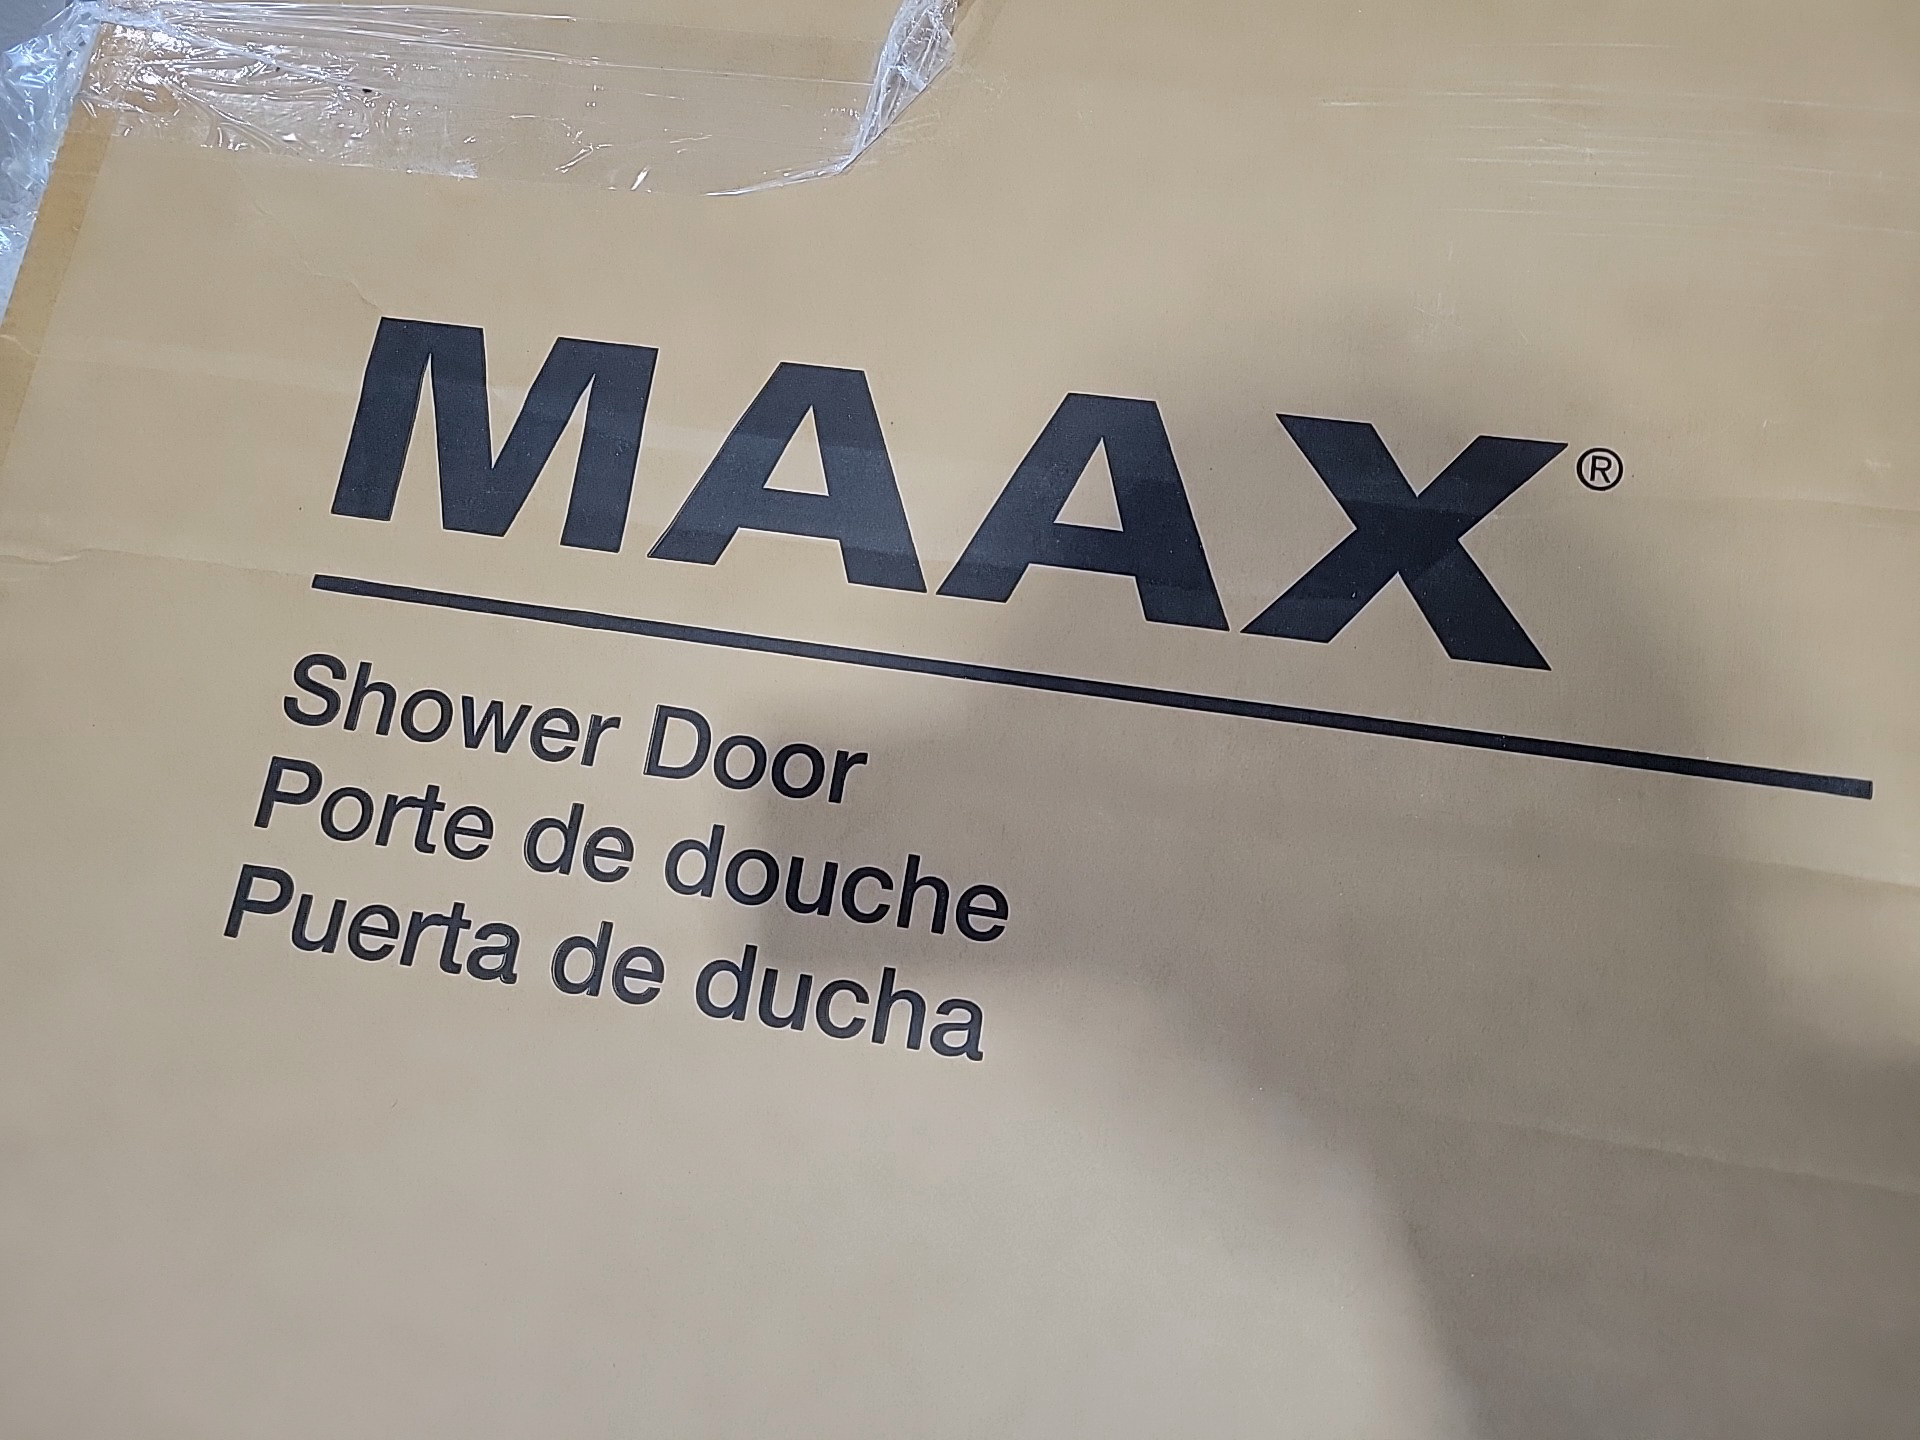 MAAX®
Shower Door
Porte de douche
Puerta de ducha